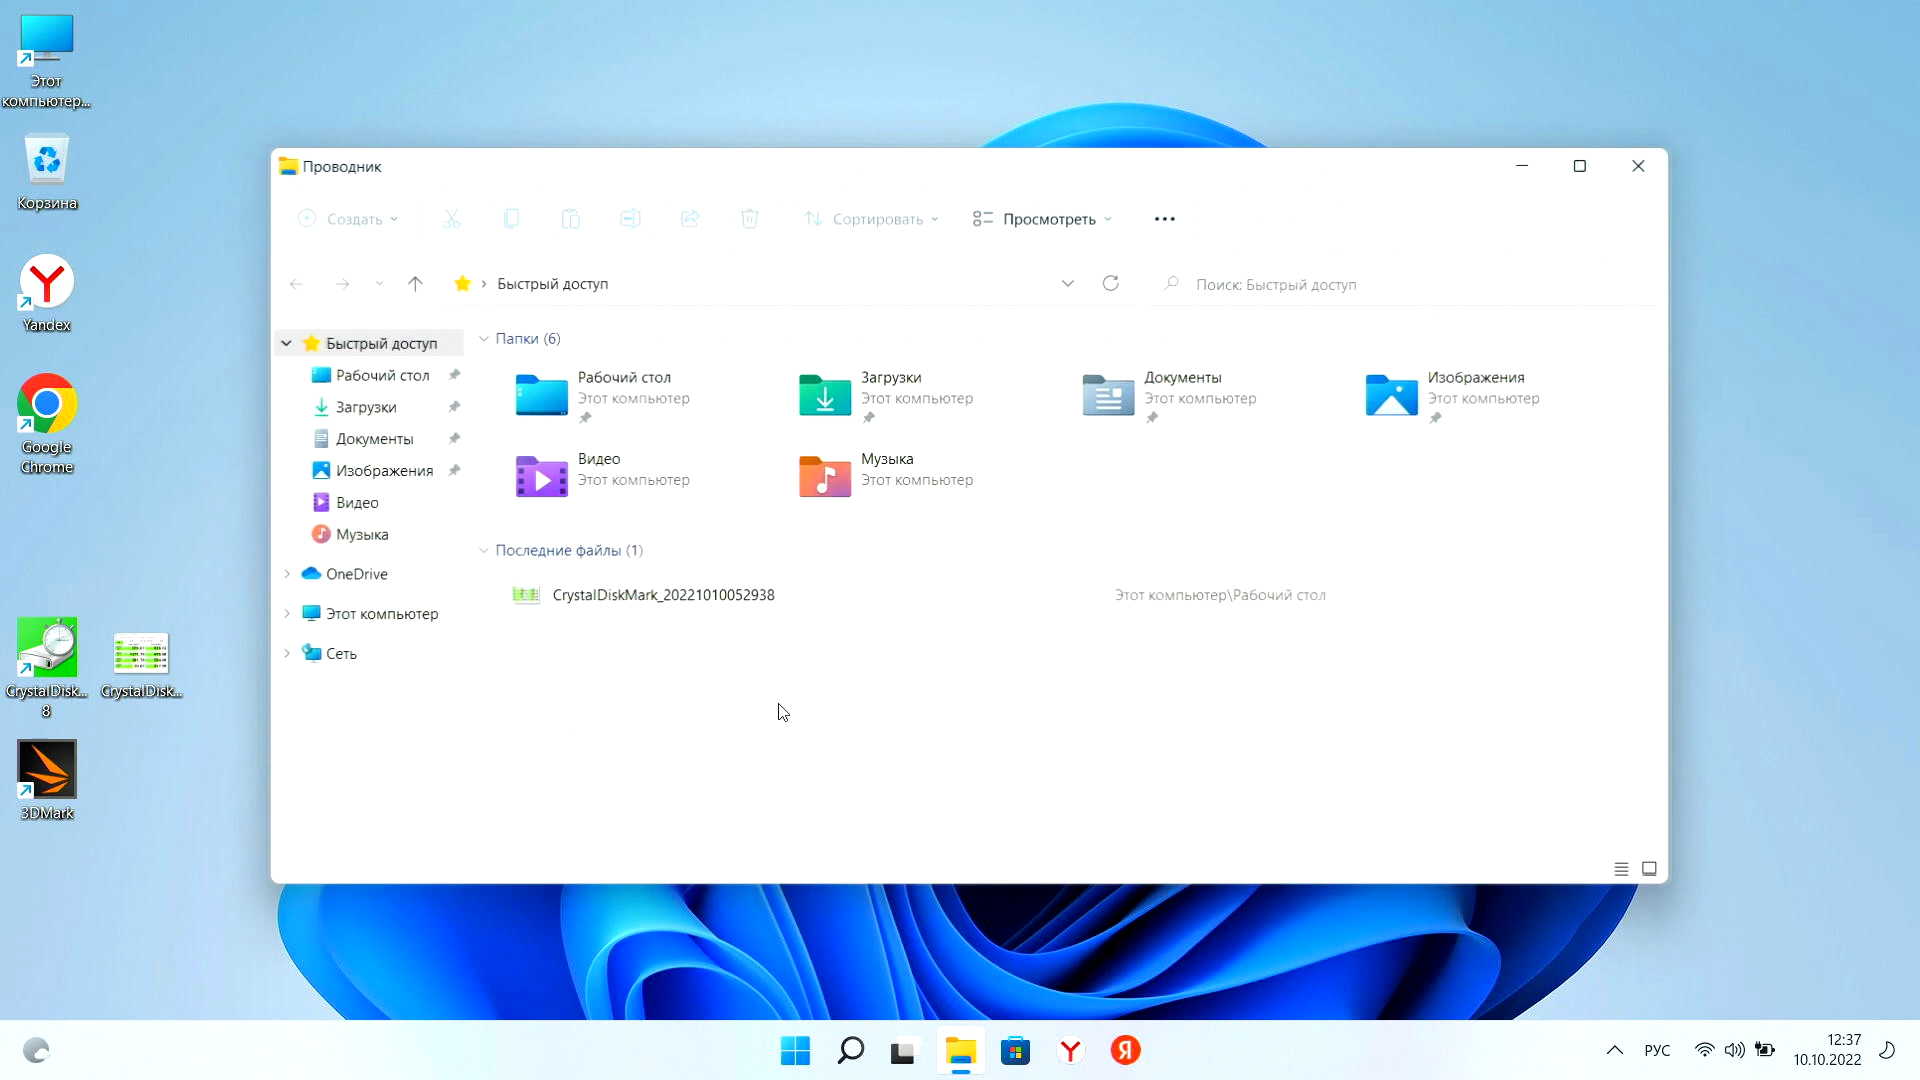 Этот
компьютер...
Корзина
Yandex
Google
Chrome
CrystalDisk...
8
CrystalDisk...
3DMark
Проводник
Создать
Сортировать
Просмотреть
Быстрый доступ
Поиск: Быстрый доступ
Быстрый доступ
Рабочий стол
Загрузки
Документы
Изображения
Видео
Музыка
OneDrive
Этот компьютер
Сеть
Папки (6)
Рабочий стол
Этот компьютер
Загрузки
Этот компьютер
Документы
Этот компьютер
Изображения
Этот компьютер
Видео
Этот компьютер
Музыка
Этот компьютер
Последние файлы (1)
CrystalDiskMark_20221010052938
Этот компьютер\Рабочий стол
РУС
12:37
10.10.2022